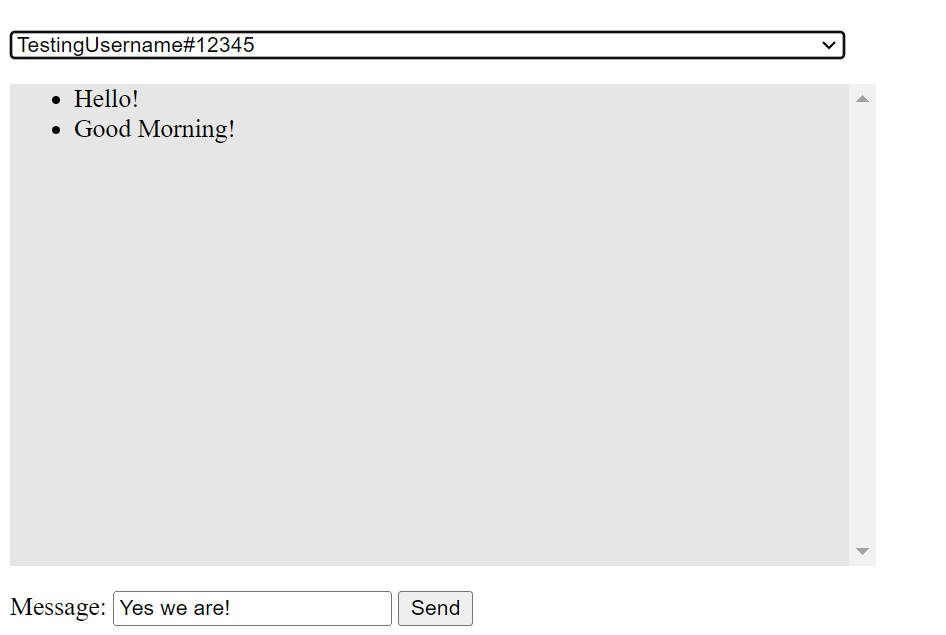 TestingUsername#12345
• Hello!
• Good Morning!
Message: Yes we are! Send